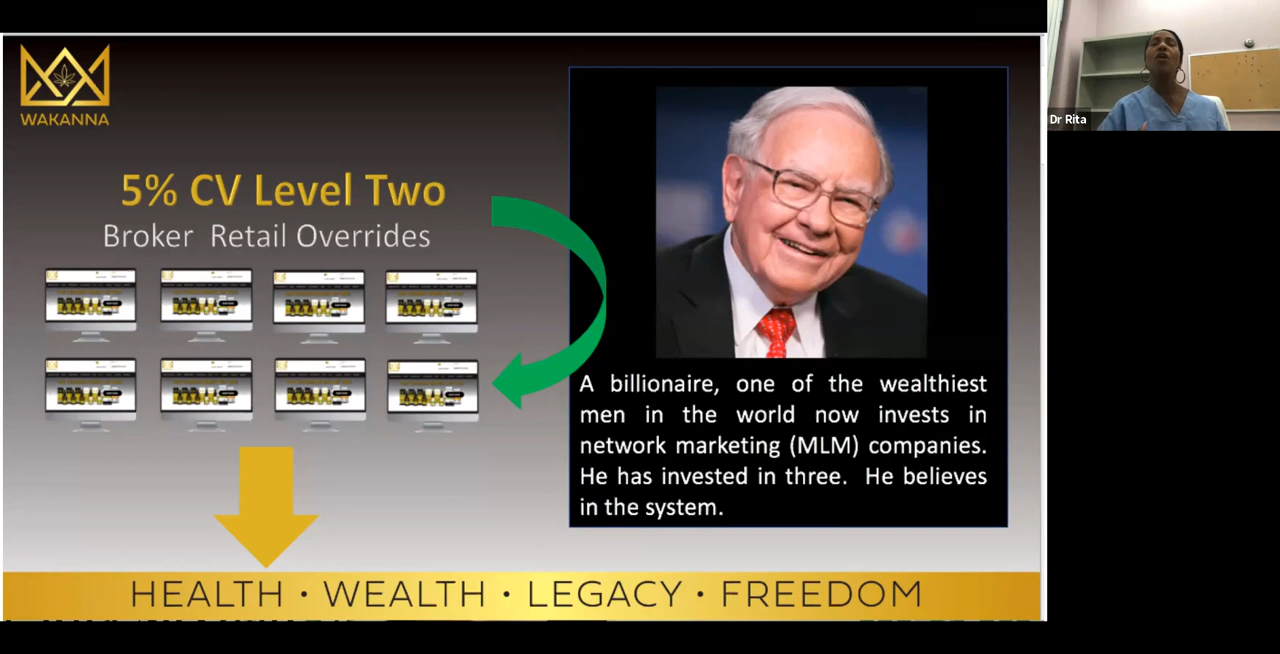 WAKANNA
5% CV Level Two
Broker Retail Overrides
A billionaire, one of the wealthiest
men in the world now invests in
network marketing (MLM) companies.
He has invested in three. He believes
in the system.
HEALTH • WEALTH • LEGACY • FREEDOM
Dr Rita